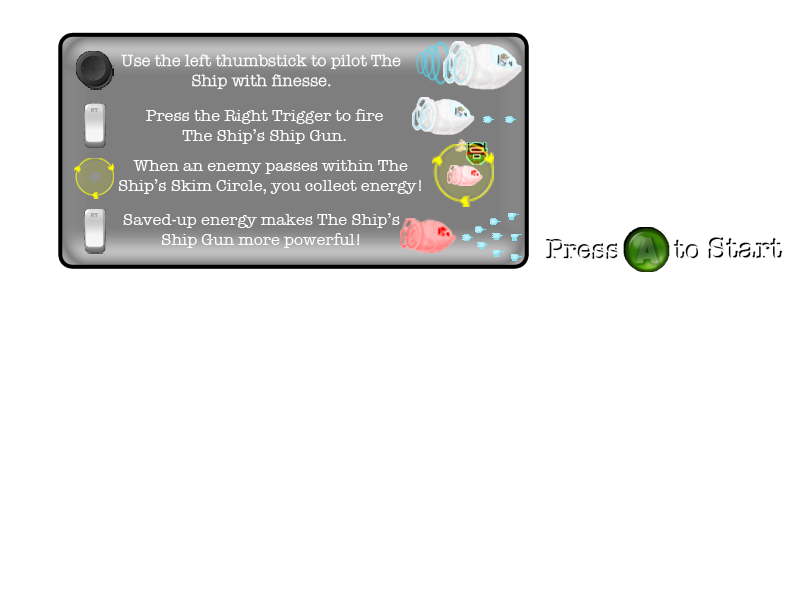 Use the left thumbstick to pilot The
Ship with finesse.
RT
Press the Right Trigger to fire
The Ship's Ship Gun.
When an enemy passes within The
Ship's Skim Circle, you collect energy!
RT
Saved-up energy makes The Ship's
Ship Gun more powerful!
Press A to Start